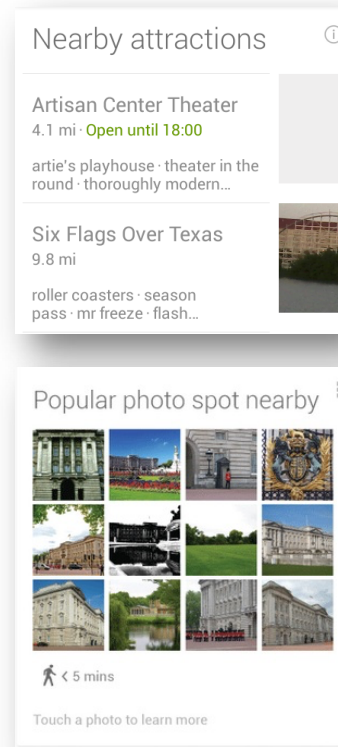 Nearby attractions
Artisan Center Theater
4.1 mi · Open until 18:00
artie's playhouse · theater in the
round · thoroughly modern...
Six Flags Over Texas
9.8 mi
roller coasters · season
pass · mr freeze · flash...
Popular photo spot nearby
< 5 mins
Touch a photo to learn more